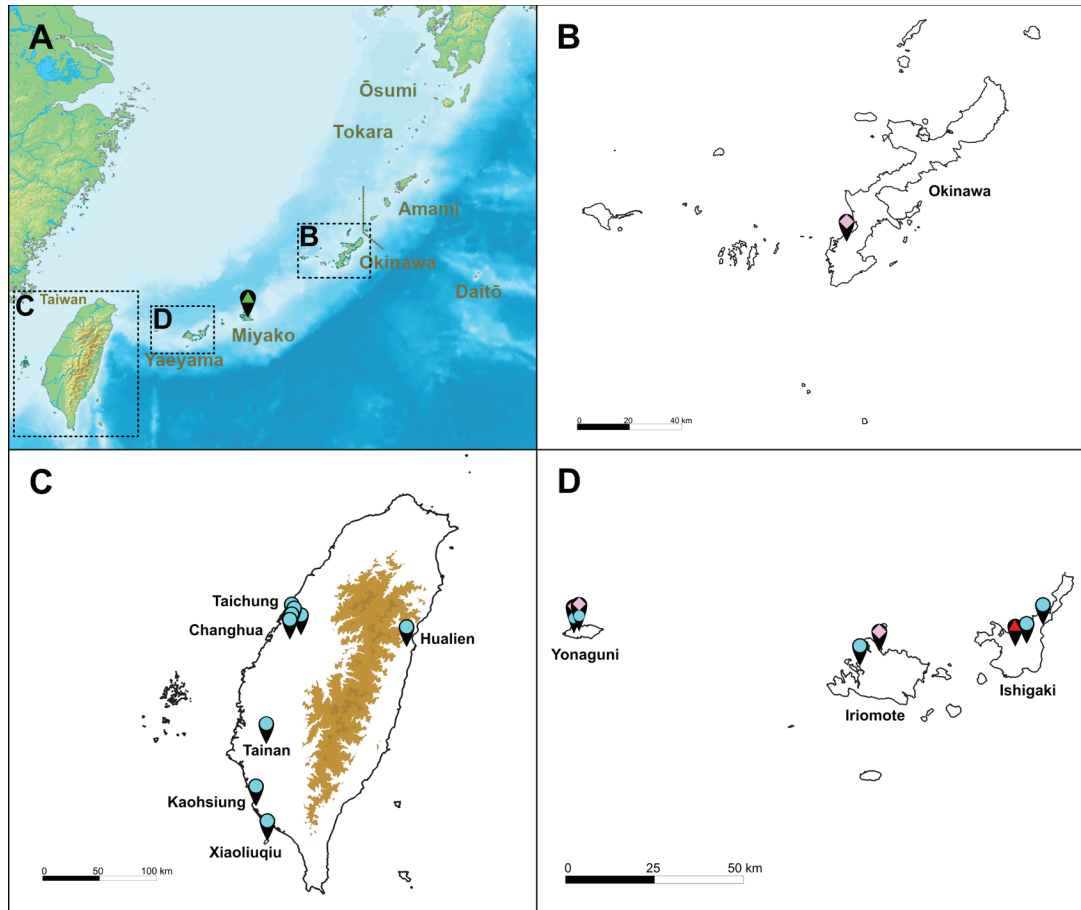 A
Ōsumi
Tokara
Amami
B
Okinawa
Daitō
C
Taiwan
D
Miyako
Yaeyama
B
Okinawa
0 20 40 km
C
Taichung
Changhua
Hualien
Tainan
Kaohsiung
Xiaoliuqiu
0 50 100 km
D
Yonaguni
Iriomote
Ishigaki
0 25 50 km